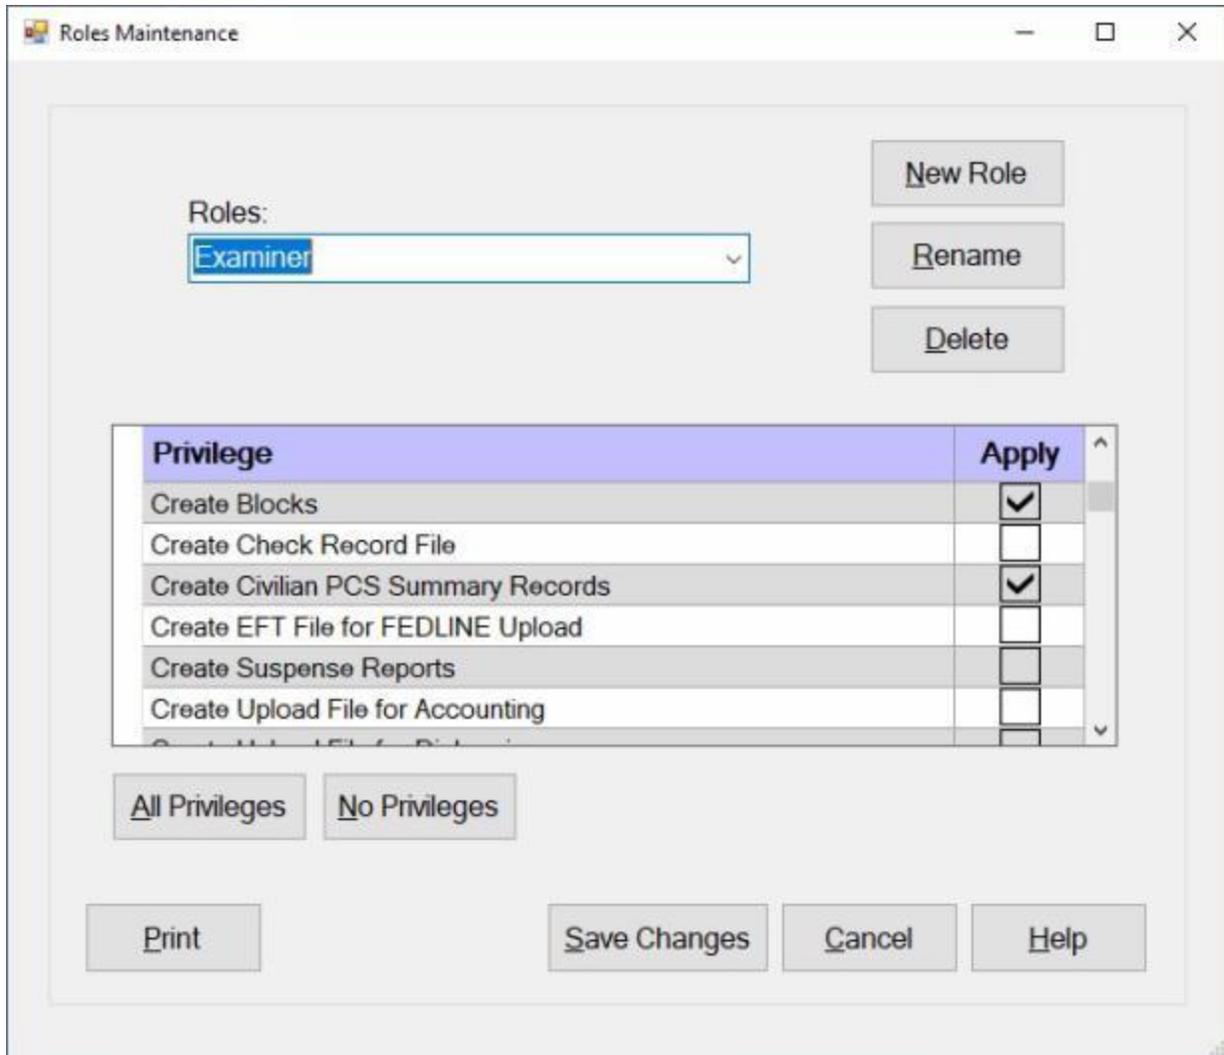 Roles Maintenance
New Role
Roles:
Examiner
Rename
Delete
Privilege Apply
Create Blocks
Create Check Record File
Create Civilian PCS Summary Records
Create EFT File for FEDLINE Upload
Create Suspense Reports
Create Upload File for Accounting
All Privileges No Privileges
Print Save Changes Cancel Help